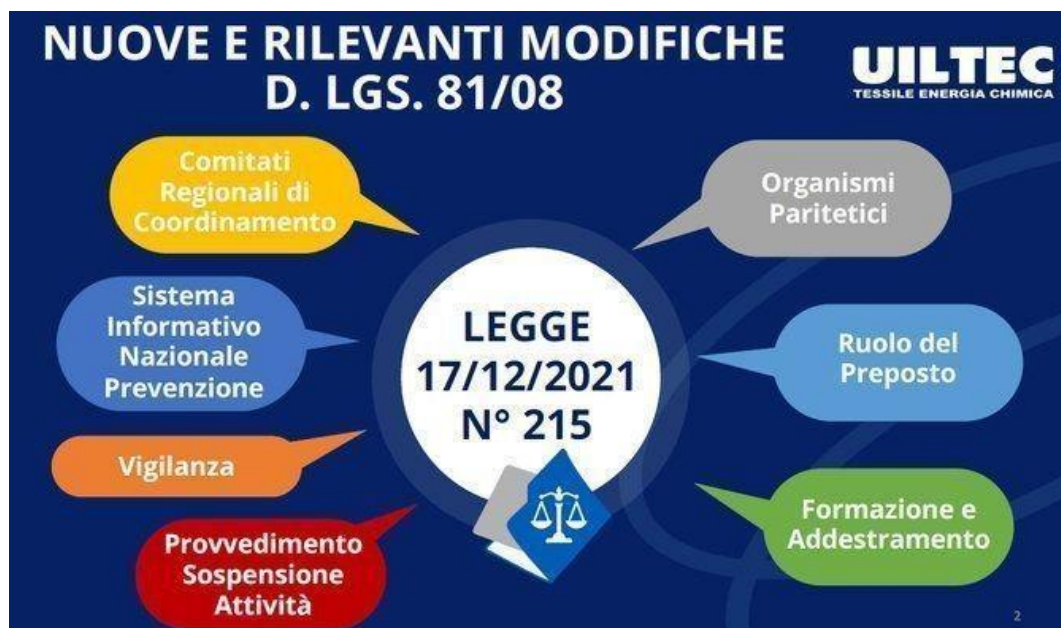 NUOVE E RILEVANTI MODIFICHE
D. LGS. 81/08
UILTEC
TESSILE ENERGIA CHIMICA
Comitati
Regionali di
Coordinamento
Organismi
Paritetici
Sistema
Informativo
Nazionale
Prevenzione
LEGGE
17/12/2021
N° 215
Ruolo del
Preposto
Vigilanza
Formazione e
Addestramento
Provvedimento
Sospensione
Attività
2